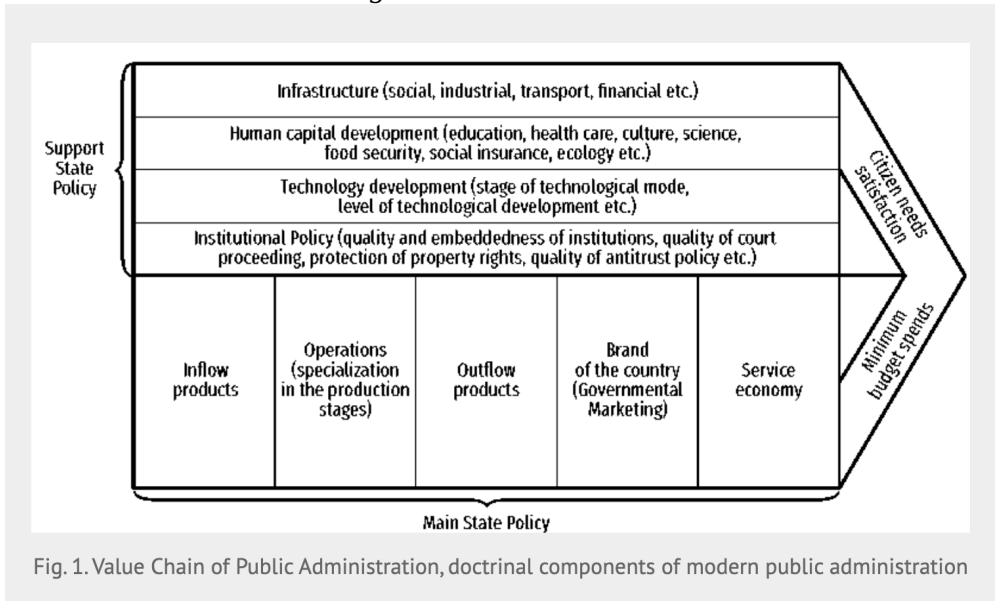 Support
State
Policy
Infrastructure (social, industrial, transport, financial etc.)
Human capital development (education, health care, culture, science,
food security, social insurance, ecology etc.)
Technology development (stage of technological mode,
level of technological development etc.)
Institutional Policy (quality and embeddedness of institutions, quality of court
proceeding, protection of property rights, quality of antitrust policy etc.)
Citizen needs
satisfaction
Inflow
products
Operations
(specialization
in the production
stages)
Outflow
products
Brand
of the country
(Governmental
Marketing)
Service
economy
Minimum
budget spends
Main State Policy
Fig. 1. Value Chain of Public Administration, doctrinal components of modern public administration